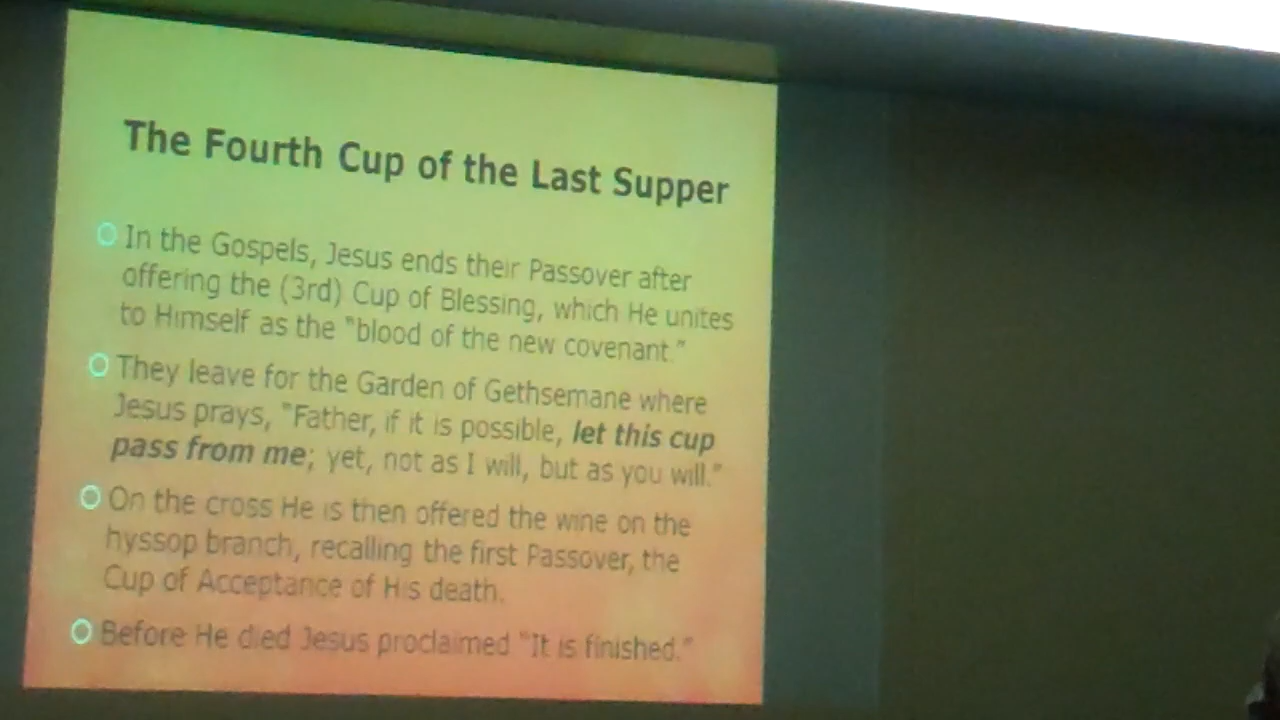 The Fourth Cup of the Last Supper
In the Gospels, Jesus ends their Passover after
offering the (3rd) Cup of Blessing, which He unites
to Himself as the "blood of the new covenant."
They leave for the Garden of Gethsemane where
Jesus prays, "Father, if it is possible, let this cup
pass from me; yet, not as I will, but as you will."
On the cross He is then offered the wine on the
hyssop branch, recalling the first Passover, the
Cup of Acceptance of His death.
Before He died Jesus proclaimed "It is finished."